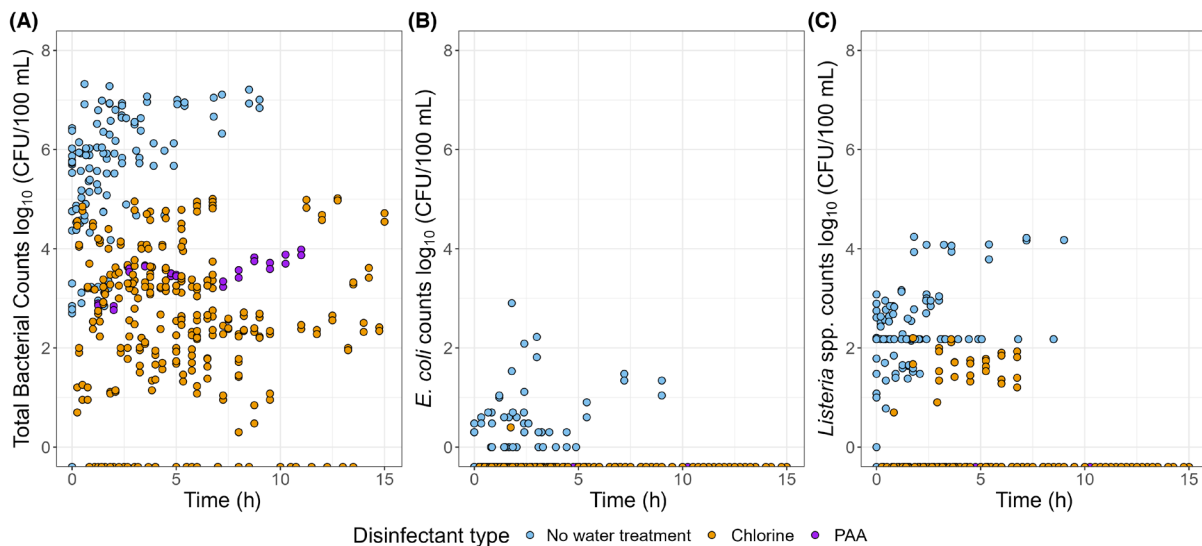 (A)
Total Bacterial Counts log₁₀ (CFU/100 mL)
8
6
4
2
0
0 5 10 15
Time (h)
(B)
E. coli counts log₁₀ (CFU/100 mL)
8
6
4
2
0
0 5 10 15
Time (h)
(C)
Listeria spp. counts log₁₀ (CFU/100 mL)
8
6
4
2
0
0 5 10 15
Time (h)
Disinfectant type No water treatment Chlorine PAA